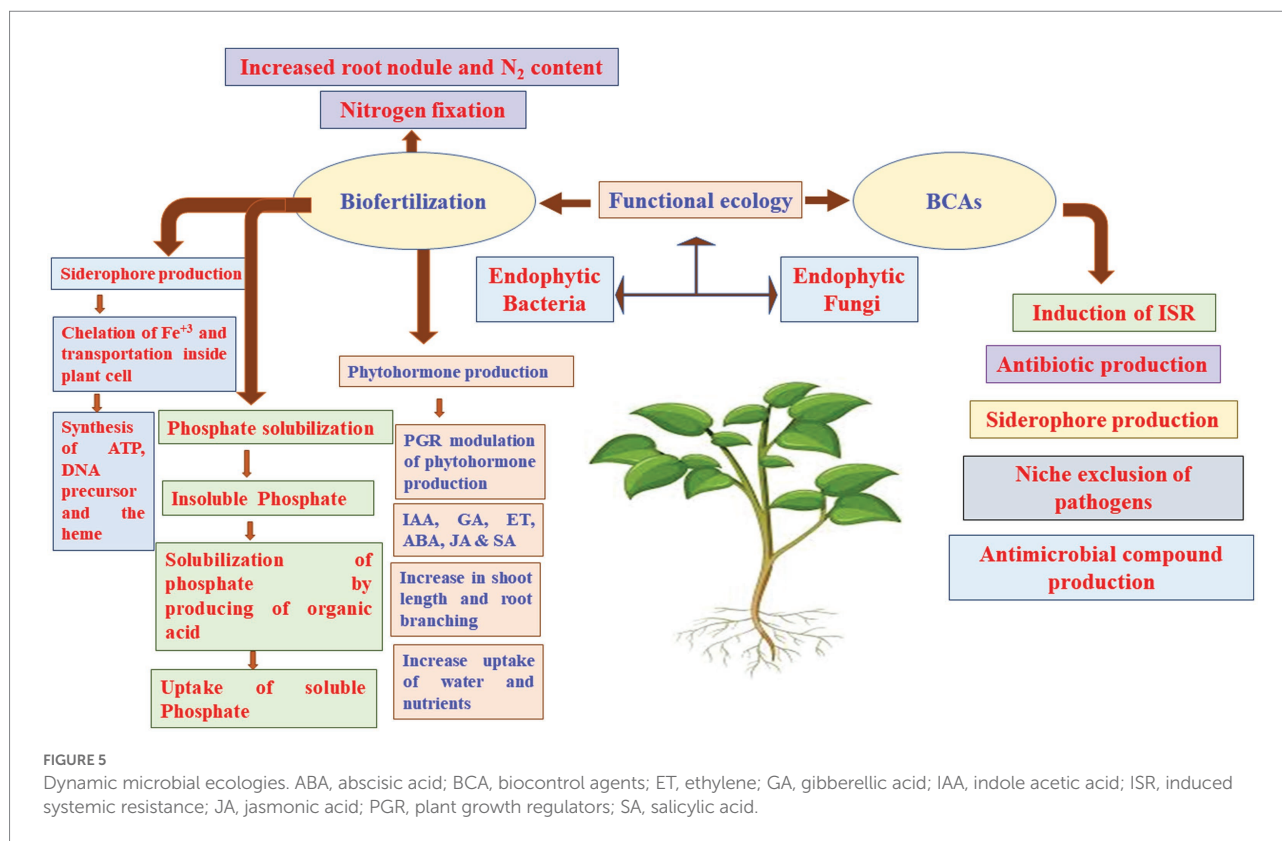 Increased root nodule and N₂ content
Nitrogen fixation
Biofertilization
Functional ecology
BCAs
Endophytic
Bacteria
Endophytic
Fungi
Siderophore production
Chelation of Fe⁺³ and
transportation inside
plant cell
Synthesis
of ATP,
DNA
precursor
and the
heme
Phosphate solubilization
Insoluble Phosphate
Solubilization of
phosphate by
producing of organic
acid
Uptake of soluble
Phosphate
Phytohormone production
PGR modulation
of phytohormone
production
IAA, GA, ET,
ABA, JA & SA
Increase in shoot
length and root
branching
Increase uptake
of water and
nutrients
Induction of ISR
Antibiotic production
Siderophore production
Niche exclusion of
pathogens
Antimicrobial compound
production
FIGURE 5
Dynamic microbial ecologies. ABA, abscisic acid; BCA, biocontrol agents; ET, ethylene; GA, gibberellic acid; IAA, indole acetic acid; ISR, induced
systemic resistance; JA, jasmonic acid; PGR, plant growth regulators; SA, salicylic acid.